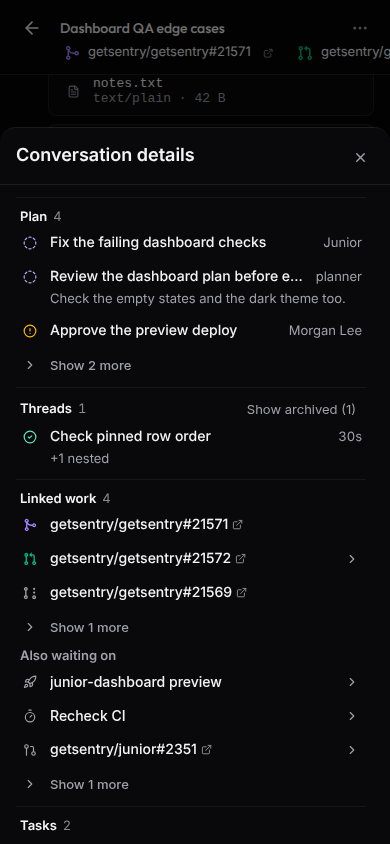 Dashboard QA edge cases
getsentry/getsentry#21571 getsentry/g
notes.txt
text/plain · 42 B
Conversation details
Plan 4
Fix the failing dashboard checks Junior
Review the dashboard plan before e... planner
Check the empty states and the dark theme too.
Approve the preview deploy Morgan Lee
Show 2 more
Threads 1 Show archived (1)
Check pinned row order 30s
+1 nested
Linked work 4
getsentry/getsentry#21571
getsentry/getsentry#21572
getsentry/getsentry#21569
Show 1 more
Also waiting on
junior-dashboard preview
Recheck CI
getsentry/junior#2351
Show 1 more
Tasks 2